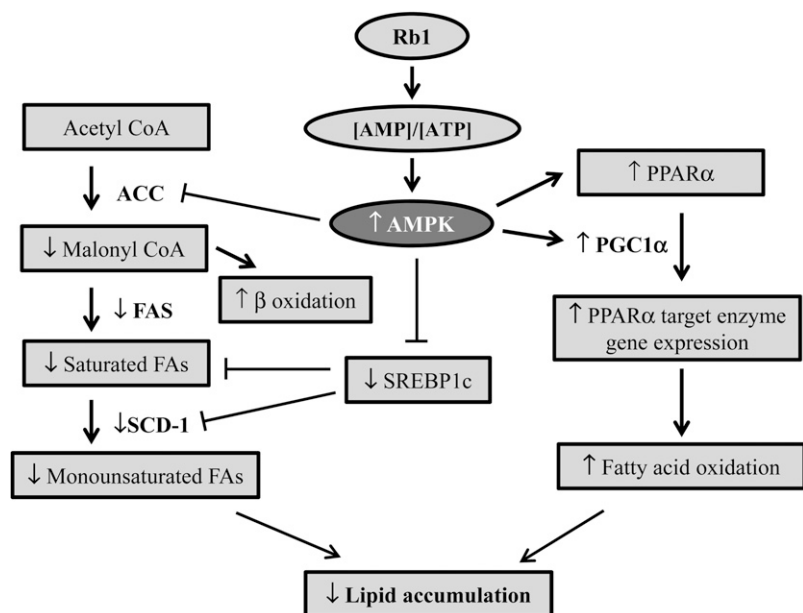 Rb1
[AMP]/[ATP]
Acetyl CoA
ACC
↑ AMPK
↑ PPARα
↓ Malonyl CoA
↑ PGC1α
↓ FAS
↑ β oxidation
↑ PPARα target enzyme
gene expression
↓ Saturated FAs
↓ SREBP1c
↓SCD-1
↓ Monounsaturated FAs
↑ Fatty acid oxidation
↓ Lipid accumulation